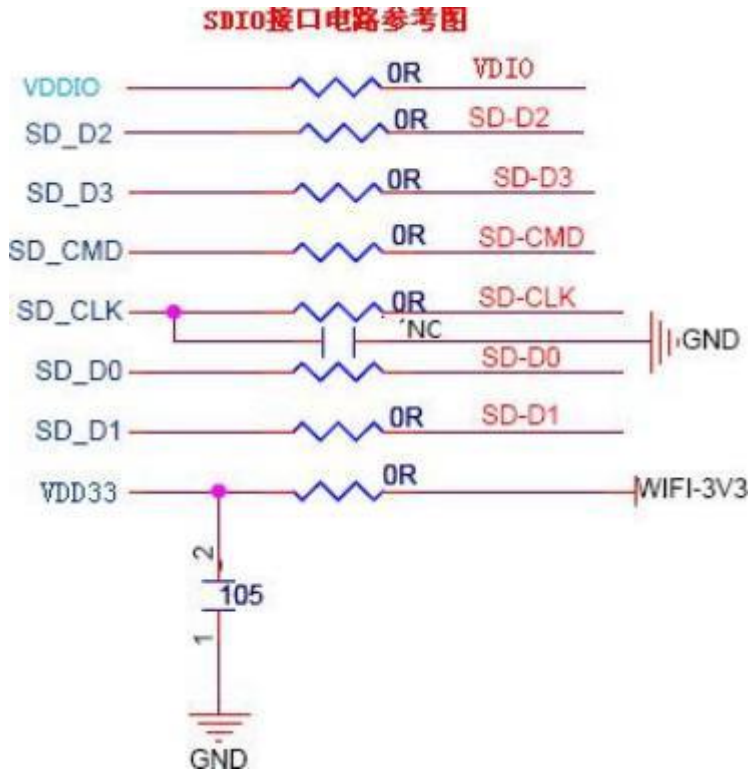 SDIO接口电路参考图
VDDIO 0R VDIO
SD_D2 0R SD-D2
SD_D3 0R SD-D3
SD_CMD 0R SD-CMD
SD_CLK 0R SD-CLK
NC GND
SD_D0 SD-D0
SD_D1 0R SD-D1
VDD33 0R WIFI-3V3
2
105
1
GND